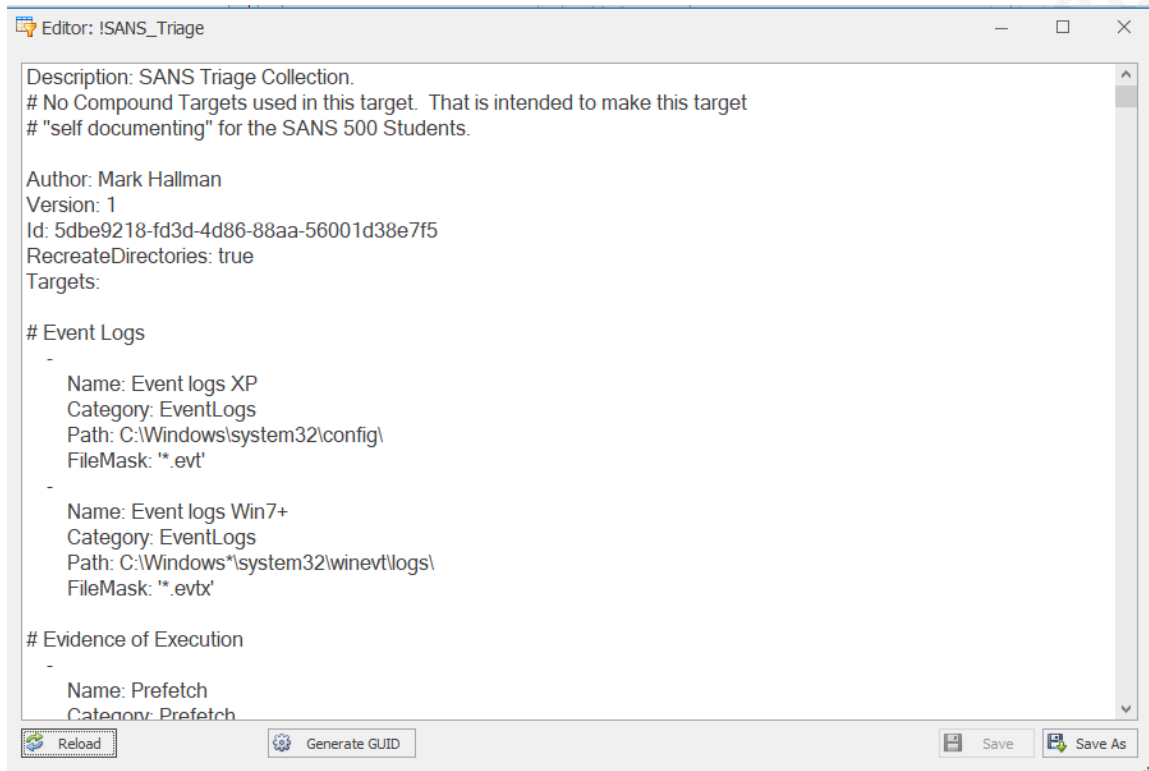 Editor: !SANS_Triage
Description: SANS Triage Collection.
# No Compound Targets used in this target.  That is intended to make this target
# "self documenting" for the SANS 500 Students.
Author: Mark Hallman
Version: 1
Id: 5dbe9218-fd3d-4d86-88aa-56001d38e7f5
RecreateDirectories: true
Targets:
# Event Logs
-
Name: Event logs XP
Category: EventLogs
Path: C:\Windows\system32\config\
FileMask: '*.evt'
-
Name: Event logs Win7+
Category: EventLogs
Path: C:\Windows*\system32\winevt\logs\
FileMask: '*.evtx'
# Evidence of Execution
-
Name: Prefetch
Category: Prefetch
Reload Generate GUID Save Save As